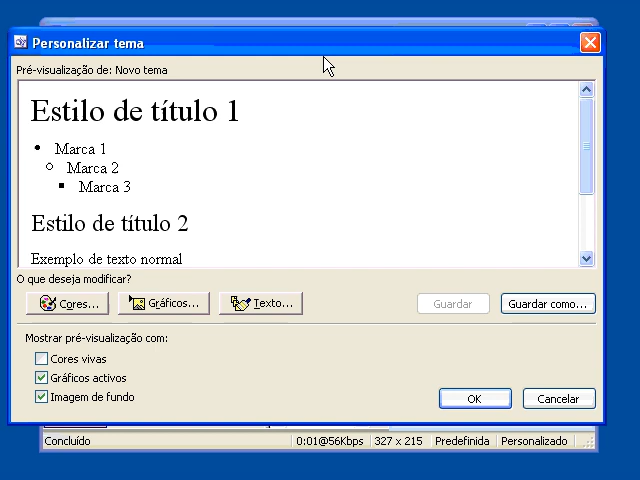 Personalizar tema
Pré-visualização de: Novo tema
Estilo de título 1
Marca 1
Marca 2
Marca 3
Estilo de título 2
Exemplo de texto normal
O que deseja modificar?
Cores... Gráficos... Texto... Guardar Guardar como...
Mostrar pré-visualização com:
Cores vivas
Gráficos activos
Imagem de fundo
OK Cancelar
Concluído 0:01@56Kbps 327 x 215 Predefinida Personalizado